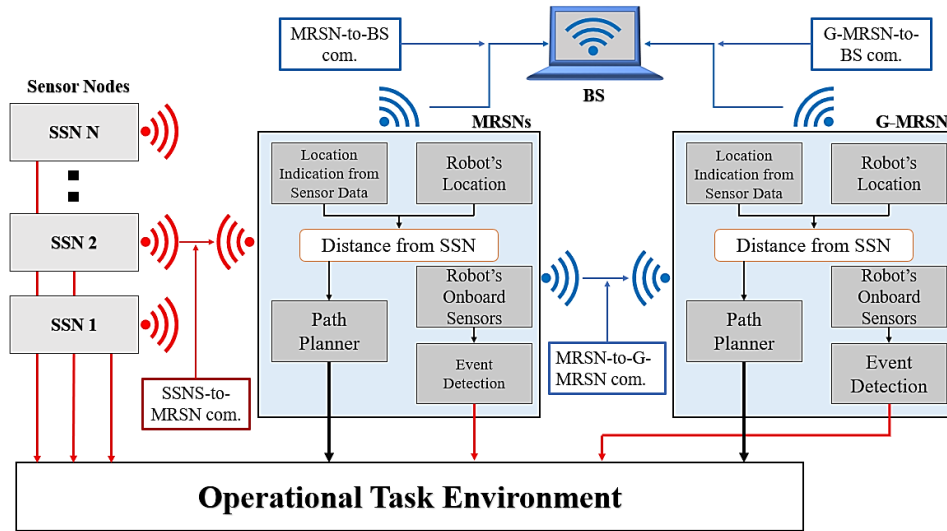 MRSN-to-BS
com.
G-MRSN-to-
BS com.
BS
Sensor Nodes
SSN N
SSN 2
SSN 1
SSNS-to-
MRSN com.
MRSNs
Location
Indication from
Sensor Data
Robot's
Location
Distance from SSN
Path
Planner
Robot's
Onboard
Sensors
Event
Detection
MRSN-to-G-
MRSN com.
G-MRSN
Location
Indication from
Sensor Data
Robot's
Location
Distance from SSN
Path
Planner
Robot's
Onboard
Sensors
Event
Detection
Operational Task Environment